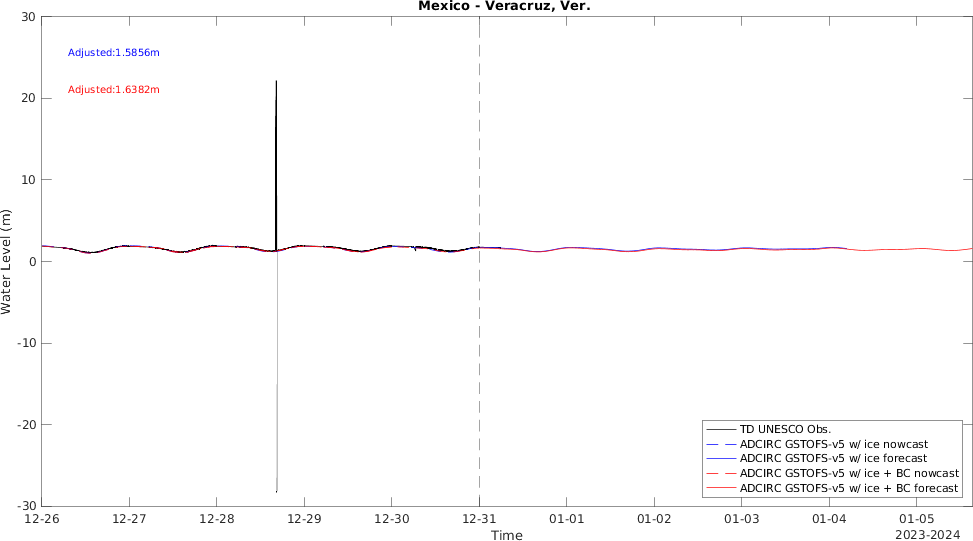 Mexico - Veracruz, Ver.
30
20
10
0
-10
-20
-30
Water Level (m)
Adjusted:1.5856m
Adjusted:1.6382m
TD UNESCO Obs.
ADCIRC GSTOFS-v5 w/ ice nowcast
ADCIRC GSTOFS-v5 w/ ice forecast
ADCIRC GSTOFS-v5 w/ ice + BC nowcast
ADCIRC GSTOFS-v5 w/ ice + BC forecast
12-26 12-27 12-28 12-29 12-30 12-31 01-01 01-02 01-03 01-04 01-05
Time
2023-2024